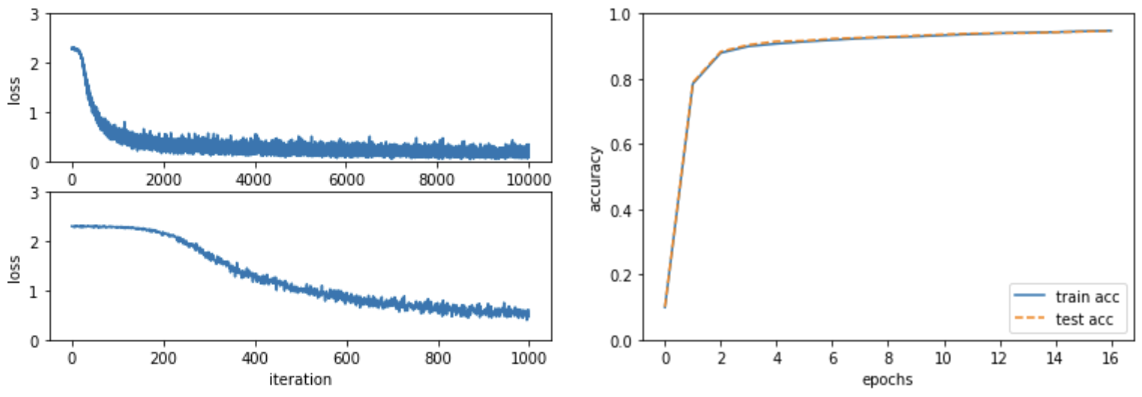 3
2
1
0
loss
0 2000 4000 6000 8000 10000
3
2
1
0
loss
0 200 400 600 800 1000
iteration
1.0
0.8
0.6
0.4
0.2
0.0
accuracy
train acc
test acc
0 2 4 6 8 10 12 14 16
epochs